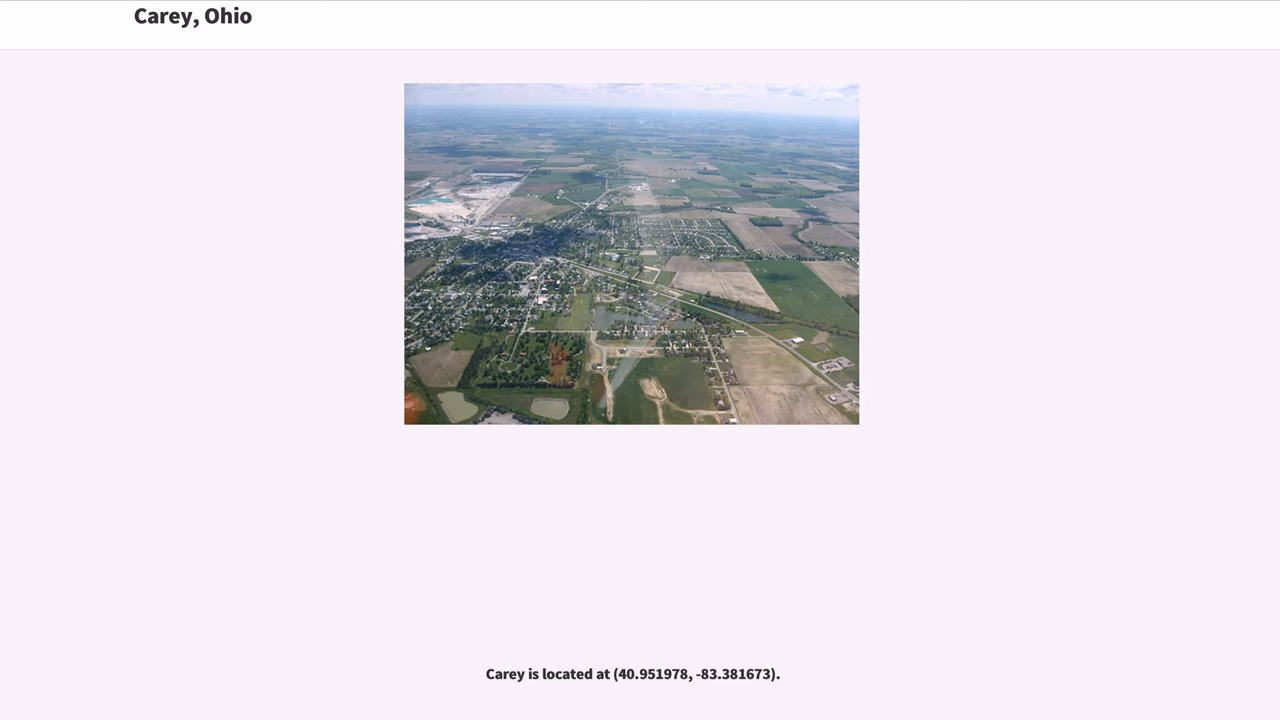 Carey, Ohio
Carey is located at (40.951978, -83.381673).